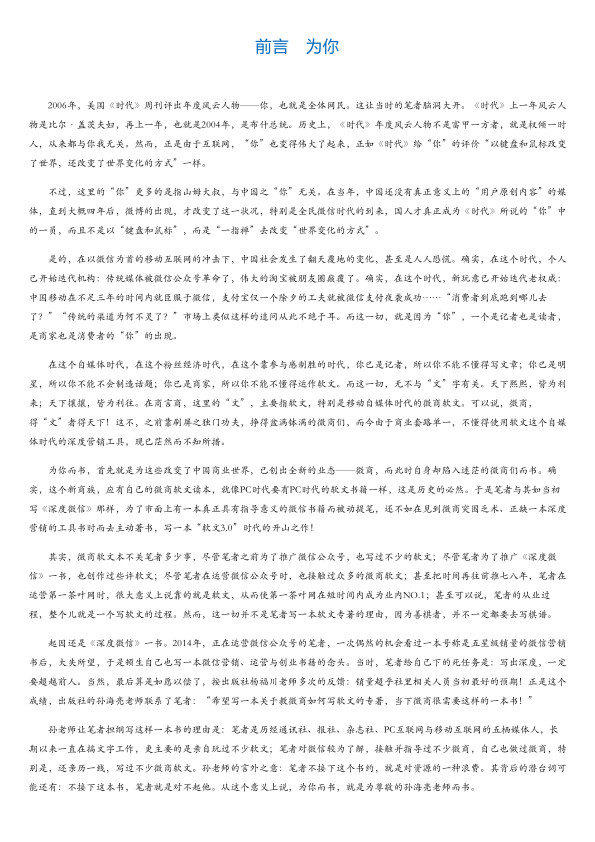 前言　为你
2006年，美国《时代》周刊评出年度风云人物——你，也就是全体网民。这让当时的笔者脑洞大开。《时代》上一年风云人
物是比尔·盖茨夫妇，再上一年，也就是2004年，是布什总统。历史上，《时代》年度风云人物不是富甲一方者，就是权倾一时
人，从来都与你我无关。然而，正是由于互联网，“你”也变得伟大了起来，正如《时代》给“你”的评价“以键盘和鼠标改变
了世界，还改变了世界变化的方式”一样。
不过，这里的“你”更多的是指山姆大叔，与中国之“你”无关。在当年，中国还没有真正意义上的“用户原创内容”的媒
体，直到大概四年后，微博的出现，才改变了这一状况，特别是全民微信时代的到来，国人才真正成为《时代》所说的“你”中
的一员，而且不是以“键盘和鼠标”，而是“一指禅”去改变“世界变化的方式”。
是的，在以微信为首的移动互联网的冲击下，中国社会发生了翻天覆地的变化，甚至是人人恐慌。确实，在这个时代，个人
已开始迭代机构：传统媒体被微信公众号革命了，伟大的淘宝被朋友圈颠覆了。确实，在这个时代，新玩意已开始迭代老权威：
中国移动在不足三年的时间内就臣服于微信，支付宝仅一个除夕的工夫就被微信支付夜袭成功……“消费者到底跑到哪儿去
了？”“传统的渠道为何不灵了？”市场上类似这样的追问从此不绝于耳。而这一切，就是因为“你”，一个是记者也是读者，
是商家也是消费者的“你”的出现。
在这个自媒体时代，在这个粉丝经济时代，在这个靠参与感制胜的时代，你已是记者，所以你不能不懂得写文章；你已是明
星，所以你不能不会制造话题；你已是商家，所以你不能不懂得运作软文。而这一切，无不与“文”字有关。天下熙熙，皆为利
来；天下攘攘，皆为利往。在商言商，这里的“文”，主要指软文，特别是移动自媒体时代的微商软文。可以说，微商，
得“文”者得天下！这不，之前靠刷屏之独门功夫，挣得盆满钵满的微商们，而今由于商业套路单一，不懂得使用软文这个自媒
体时代的深度营销工具，现已茫然而不知所措。
为你而书，首先就是为这些改变了中国商业世界，已创出全新的业态——微商，而此时自身却陷入迷茫的微商们而书。确
实，这个新商族，应有自己的微商软文读本，就像PC时代要有PC时代的软文书籍一样，这是历史的必然。于是笔者与其如当初
写《深度微信》那样，为了市面上有一本真正具有指导意义的微信书籍而被动提笔，还不如在见到微商突困乏术、正缺一本深度
营销的工具书时而去主动著书，写一本“软文3.0”时代的开山之作！
其实，微商软文本不关笔者多少事，尽管笔者之前为了推广微信公众号，也写过不少的软文；尽管笔者为了推广《深度微
信》一书，也创作过些许软文；尽管笔者在运营微信公众号时，也接触过众多的微商软文；甚至把时间再往前推七八年，笔者在
运营第一茶叶网时，很大意义上说靠的就是软文，从而使第一茶叶网在短时间内成为业内NO.1；甚至可以说，笔者的从业过
程，整个儿就是一个写软文的过程。然而，这一切并不是笔者写一本软文专著的理由，因为善棋者，并不一定都要去写棋谱。
起因还是《深度微信》一书。2014年，正在运营微信公众号的笔者，一次偶然的机会看过一本号称是五星级销量的微信营销
书后，大失所望，于是顿生自己也写一本微信营销、运营与创业书籍的念头。当时，笔者给自己下的死任务是：写出深度，一定
要超越前人。当然，最后算是如愿以偿了，按出版社杨福川老师多次的反馈：销量超乎社里相关人员当初最好的预期！正是这个
成绩，出版社的孙海亮老师联系了笔者：“希望写一本关于教微商如何写软文的专著，当下微商很需要这样的一本书！”
孙老师让笔者担纲写这样一本书的理由是：笔者是历经通讯社、报社、杂志社、PC互联网与移动互联网的五栖媒体人，长
期以来一直在搞文字工作，更主要的是亲自玩过不少软文；笔者对微信较为了解，接触并指导过不少微商，自己也做过微商，特
别是，还亲历一线，写过不少微商软文。孙老师的言外之意：笔者不接下这个书约，就是对资源的一种浪费。其背后的潜台词可
能还有：不接下这本书，笔者就是对不起他。从这个意义上说，为你而书，就是为尊敬的孙海亮老师而书。